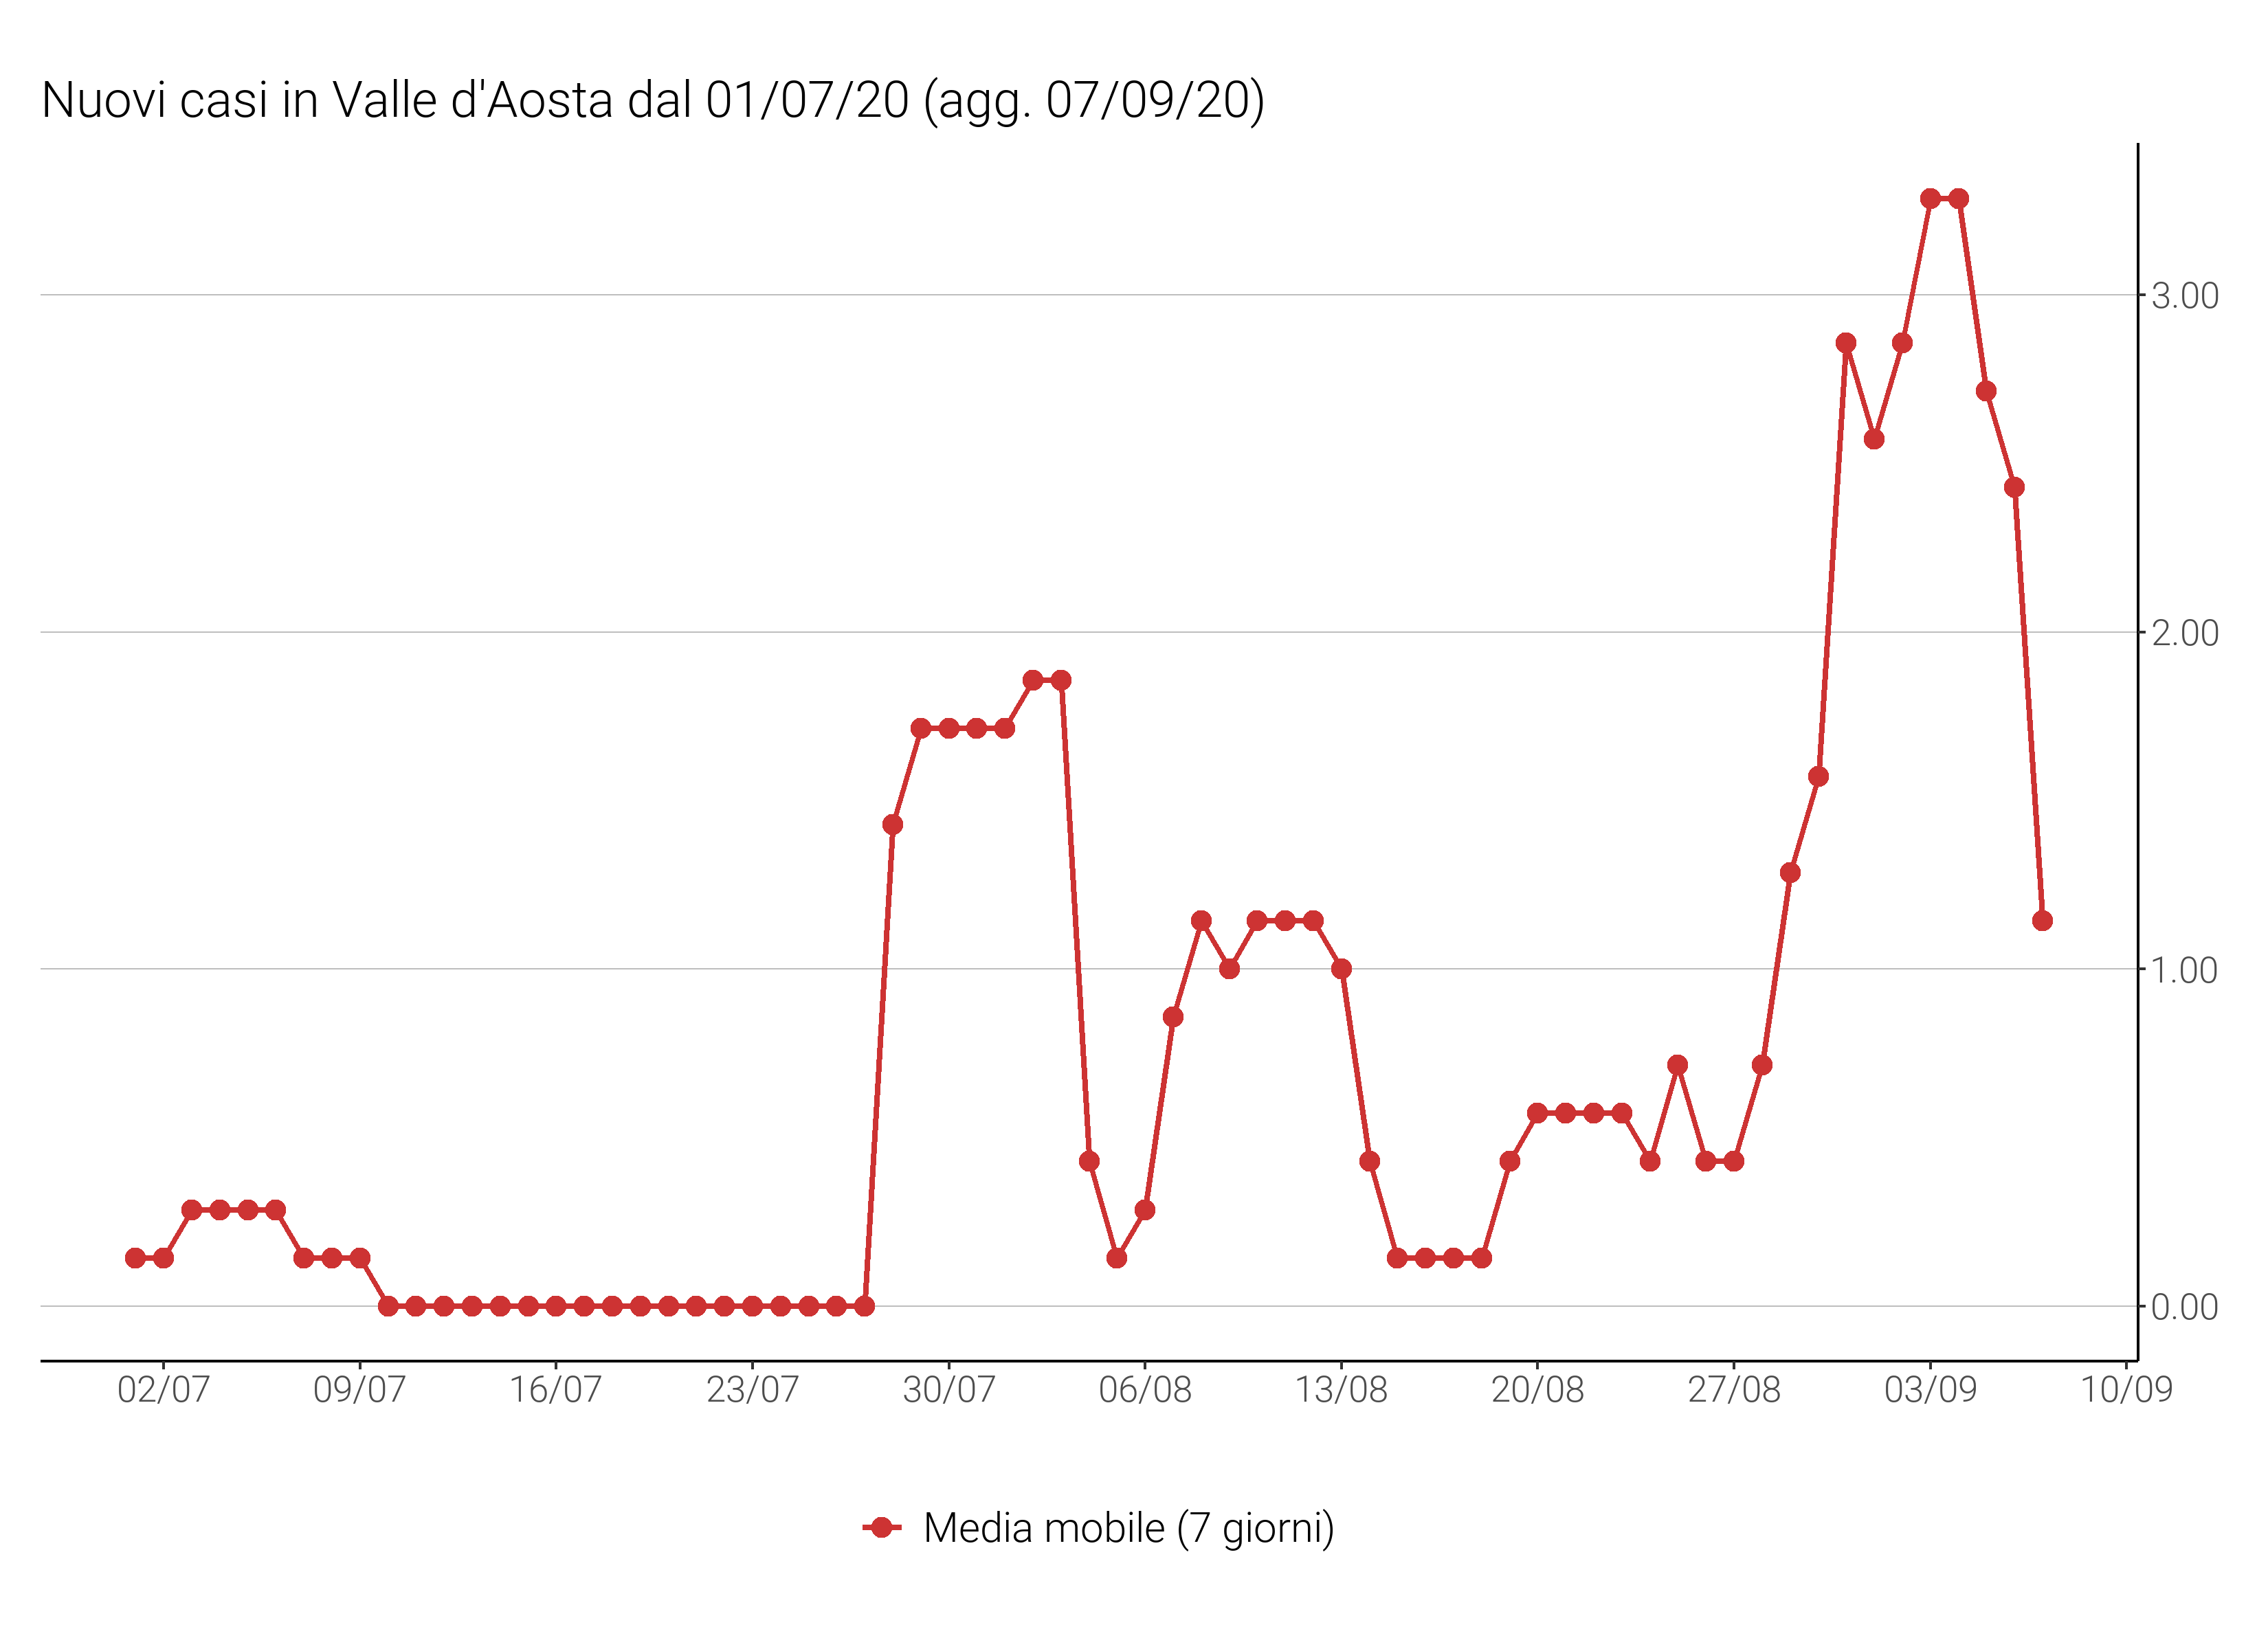 Nuovi casi in Valle d'Aosta dal 01/07/20 (agg. 07/09/20)
3.00
2.00
1.00
0.00
02/07 09/07 16/07 23/07 30/07 06/08 13/08 20/08 27/08 03/09 10/09
Media mobile (7 giorni)